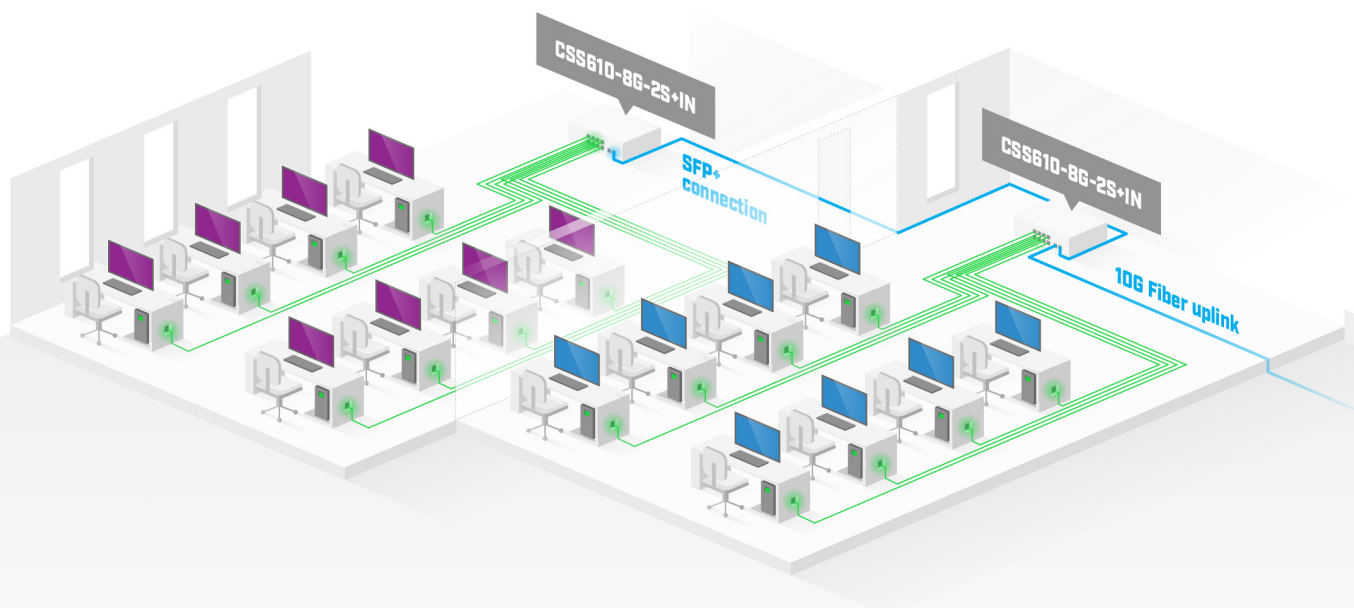 CSS610-8G-2S+IN
SFP+
connection
CSS610-8G-2S+IN
10G Fiber uplink